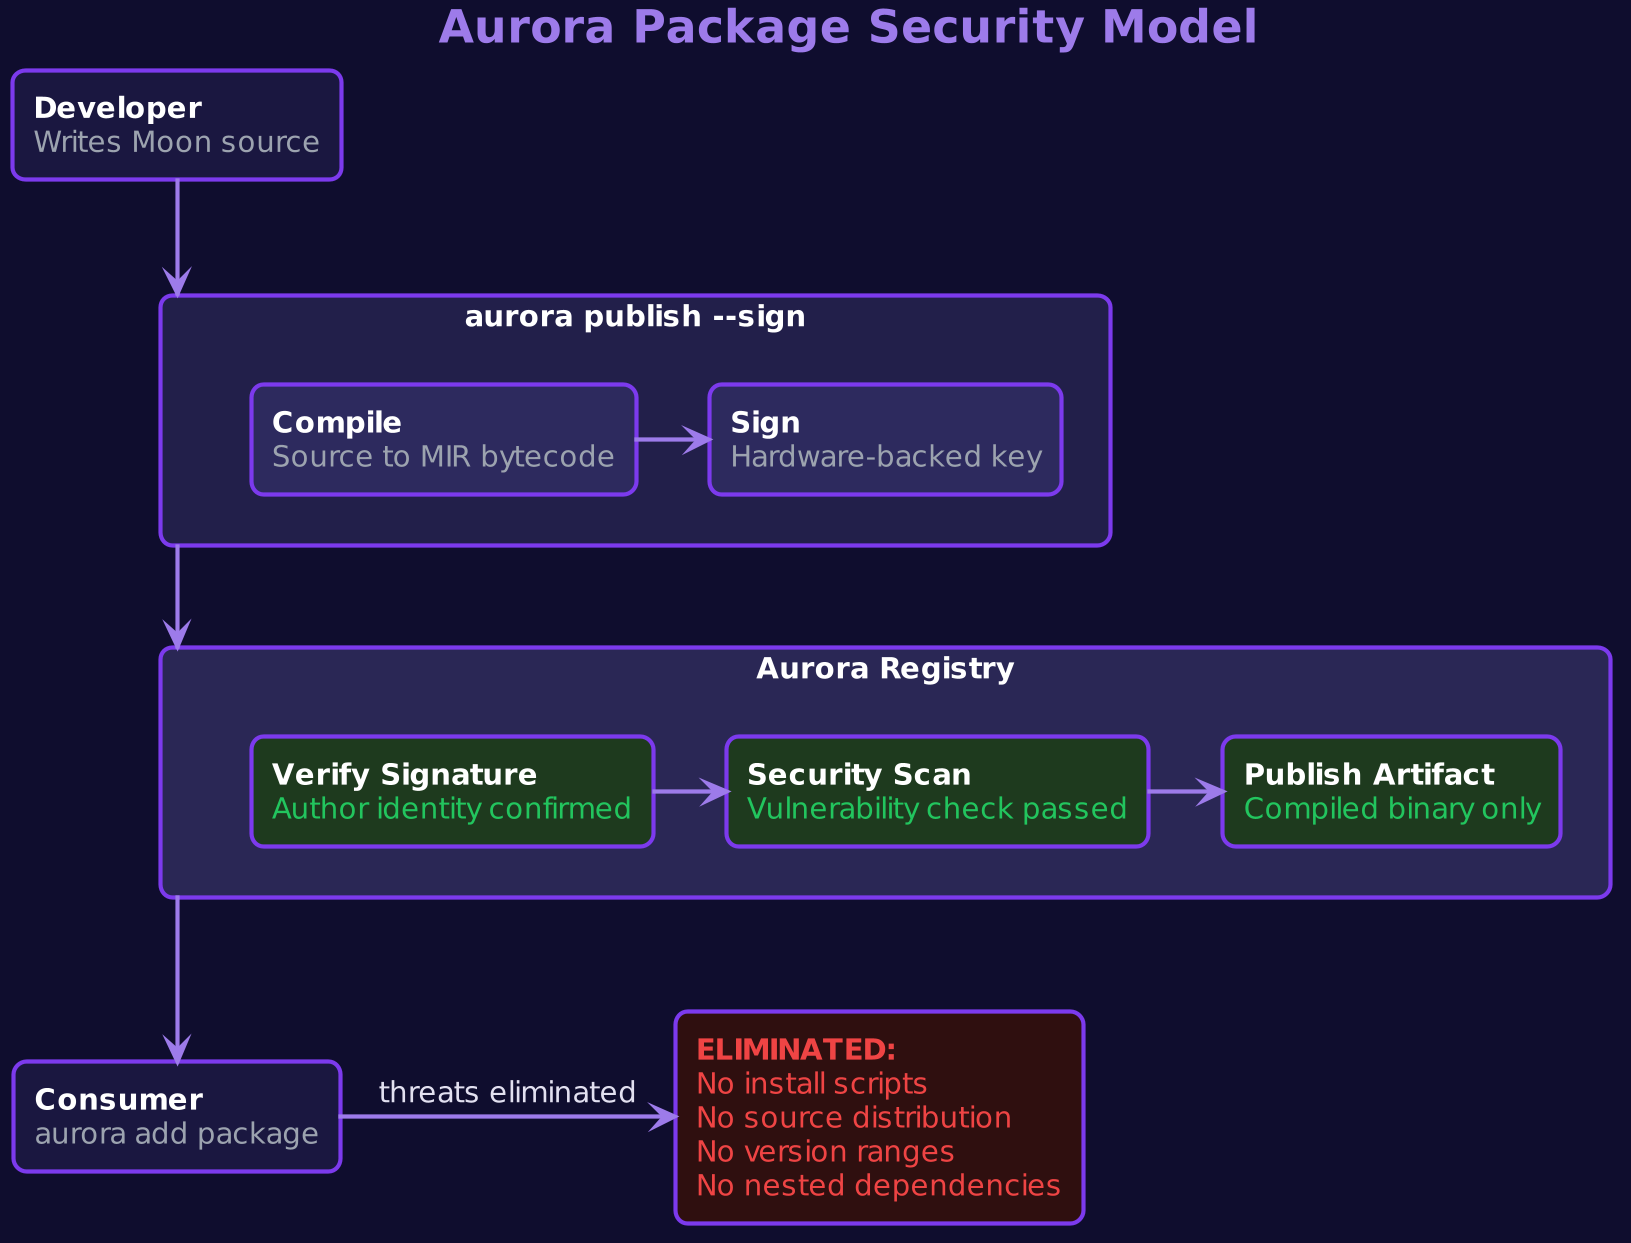 Aurora Package Security Model
Developer
Writes Moon source
aurora publish --sign
Compile
Source to MIR bytecode
Sign
Hardware-backed key
Aurora Registry
Verify Signature
Author identity confirmed
Security Scan
Vulnerability check passed
Publish Artifact
Compiled binary only
Consumer
aurora add package
threats eliminated
ELIMINATED:
No install scripts
No source distribution
No version ranges
No nested dependencies